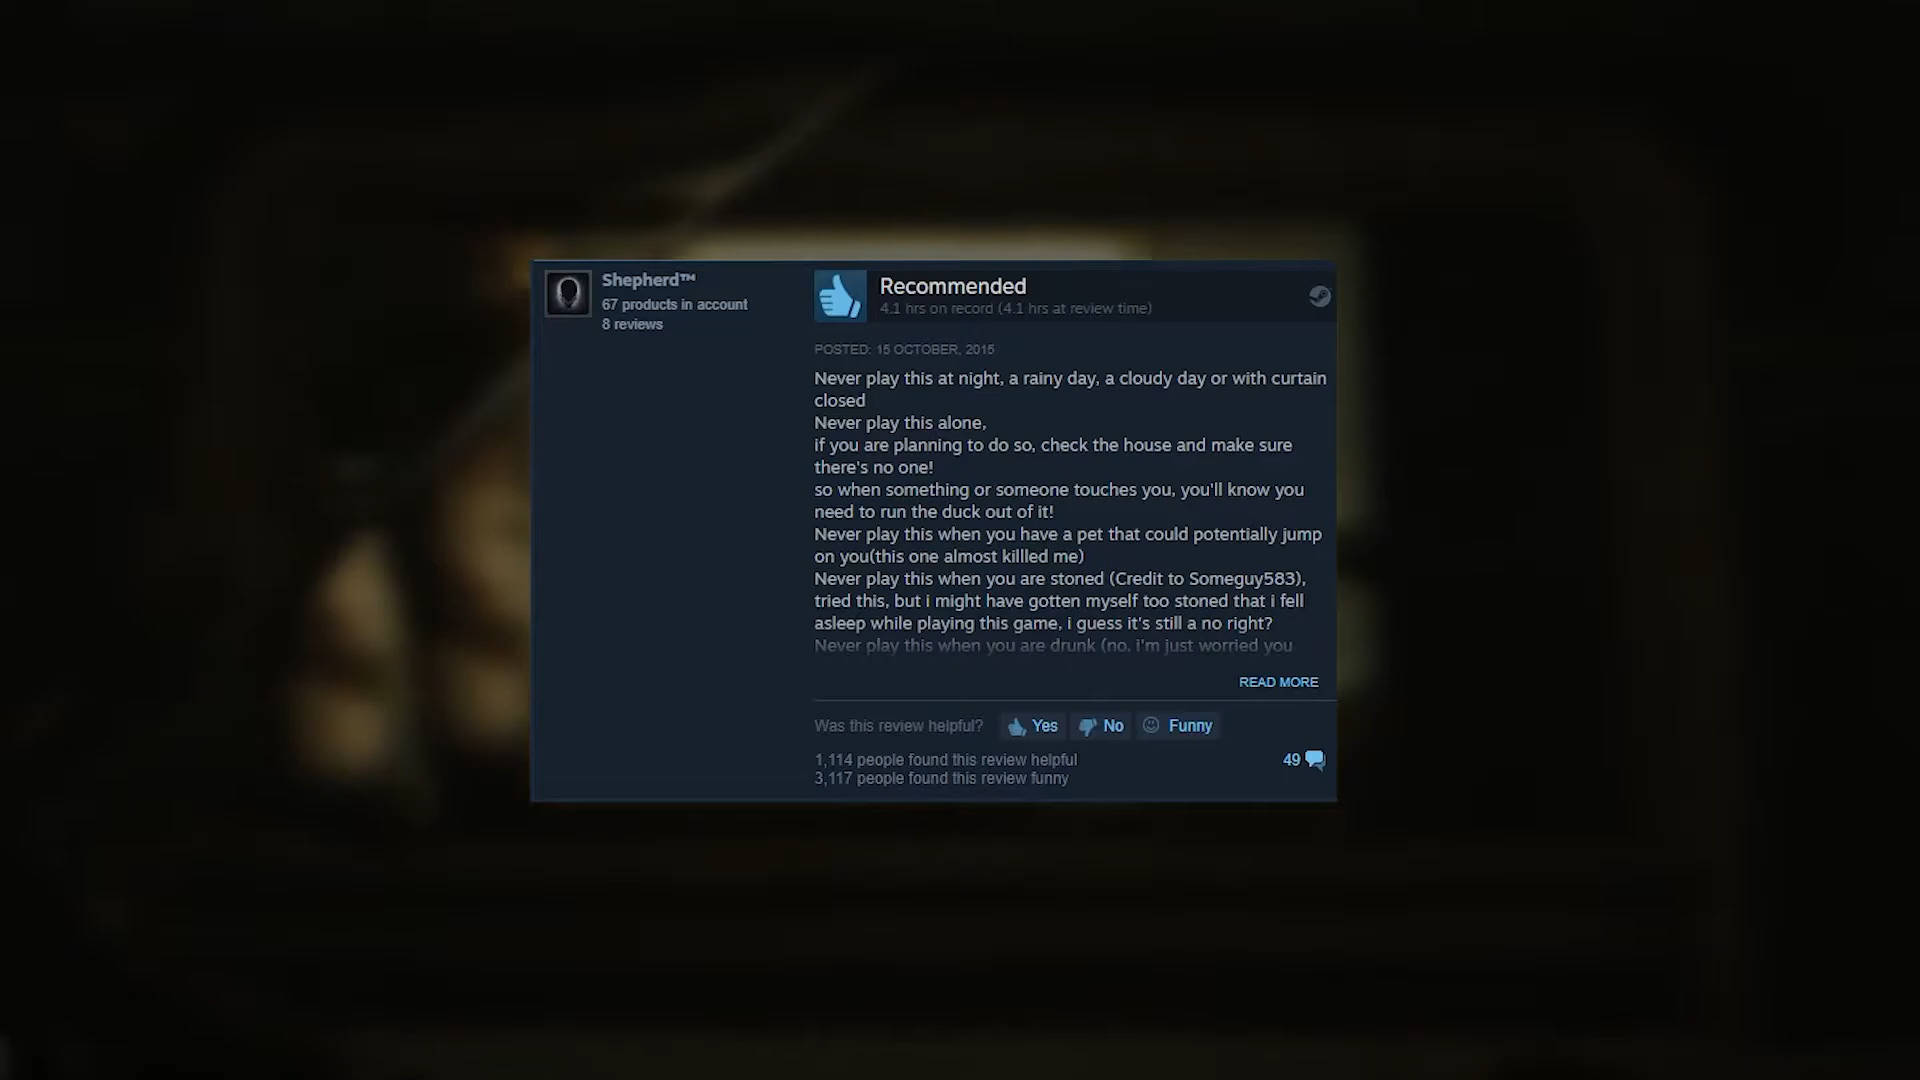 Shepherd™
67 products in account
8 reviews
Recommended
4.1 hrs on record (4.1 hrs at review time)
POSTED: 15 OCTOBER, 2015
Never play this at night, a rainy day, a cloudy day or with curtain
closed
Never play this alone,
if you are planning to do so, check the house and make sure
there's no one!
so when something or someone touches you, you'll know you
need to run the duck out of it!
Never play this when you have a pet that could potentially jump
on you(this one almost killled me)
Never play this when you are stoned (Credit to Someguy583),
tried this, but i might have gotten myself too stoned that i fell
asleep while playing this game, i guess it's still a no right?
Never play this when you are drunk (no. i'm just worried you
READ MORE
Was this review helpful? Yes No Funny
1,114 people found this review helpful
49
3,117 people found this review funny